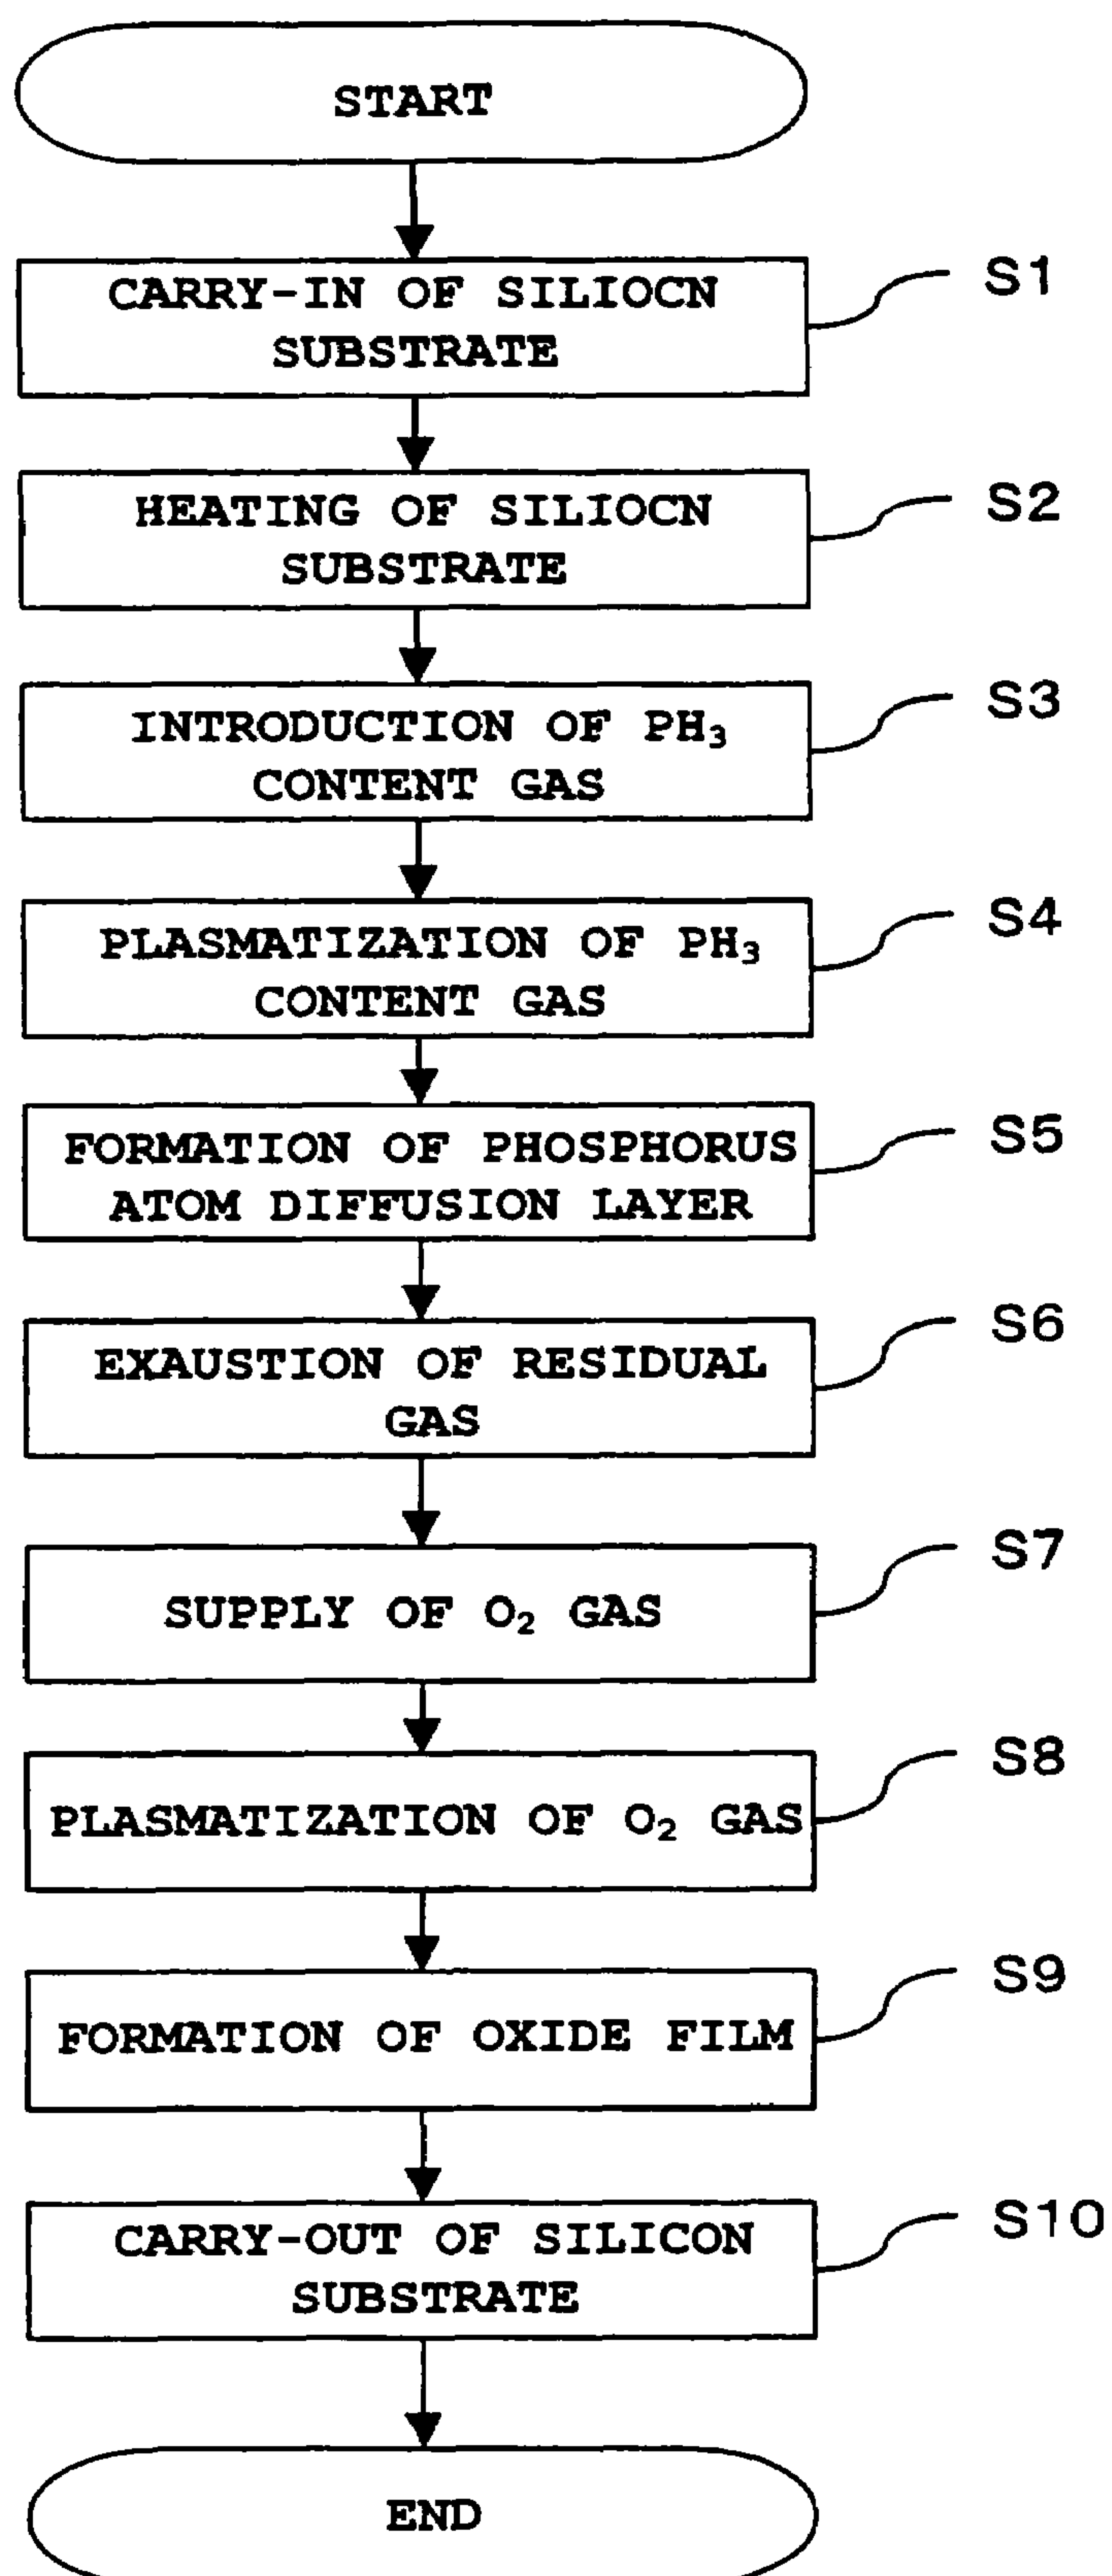 START
CARRY-IN OF SILIOCN
SUBSTRATE
S1
HEATING OF SILIOCN
SUBSTRATE
S2
INTRODUCTION OF PH₃
CONTENT GAS
S3
PLASMATIZATION OF PH₃
CONTENT GAS
S4
FORMATION OF PHOSPHORUS
ATOM DIFFUSION LAYER
S5
EXAUSTION OF RESIDUAL
GAS
S6
SUPPLY OF O₂ GAS
S7
PLASMATIZATION OF O₂ GAS
S8
FORMATION OF OXIDE FILM
S9
CARRY-OUT OF SILICON
SUBSTRATE
S10
END